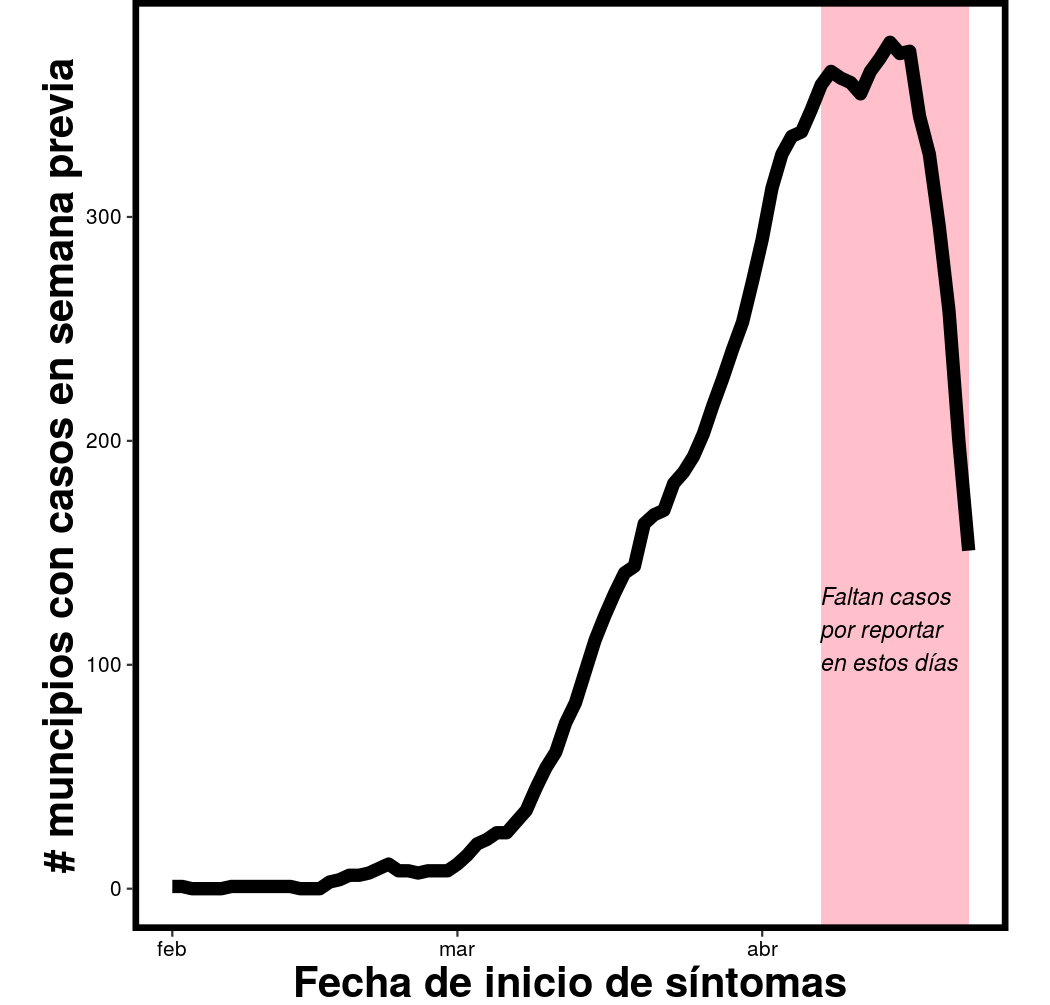 # muncipios con casos en semana previa
300
200
100
0
Faltan casos
por reportar
en estos días
feb
mar
abr
Fecha de inicio de síntomas